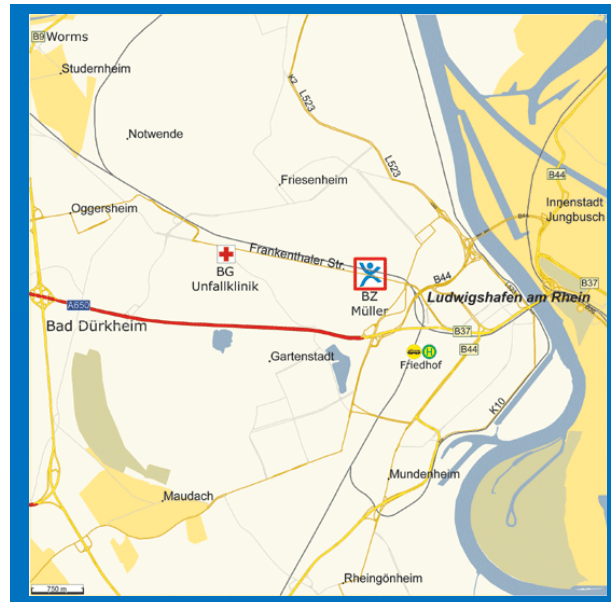 B9 Worms
Studernheim
K2
L523
Notwende
L523
Friesenheim
B44
Innenstadt
Jungbusch
Oggersheim
Frankenthaler Str.
BG
Unfallklinik
B44
B37
BZ
Müller
Ludwigshafen am Rhein
A650
Bad Dürkheim
B37
B44
Gartenstadt
H
Friedhof
K10
Mundenheim
Maudach
Rheingönheim
750 m